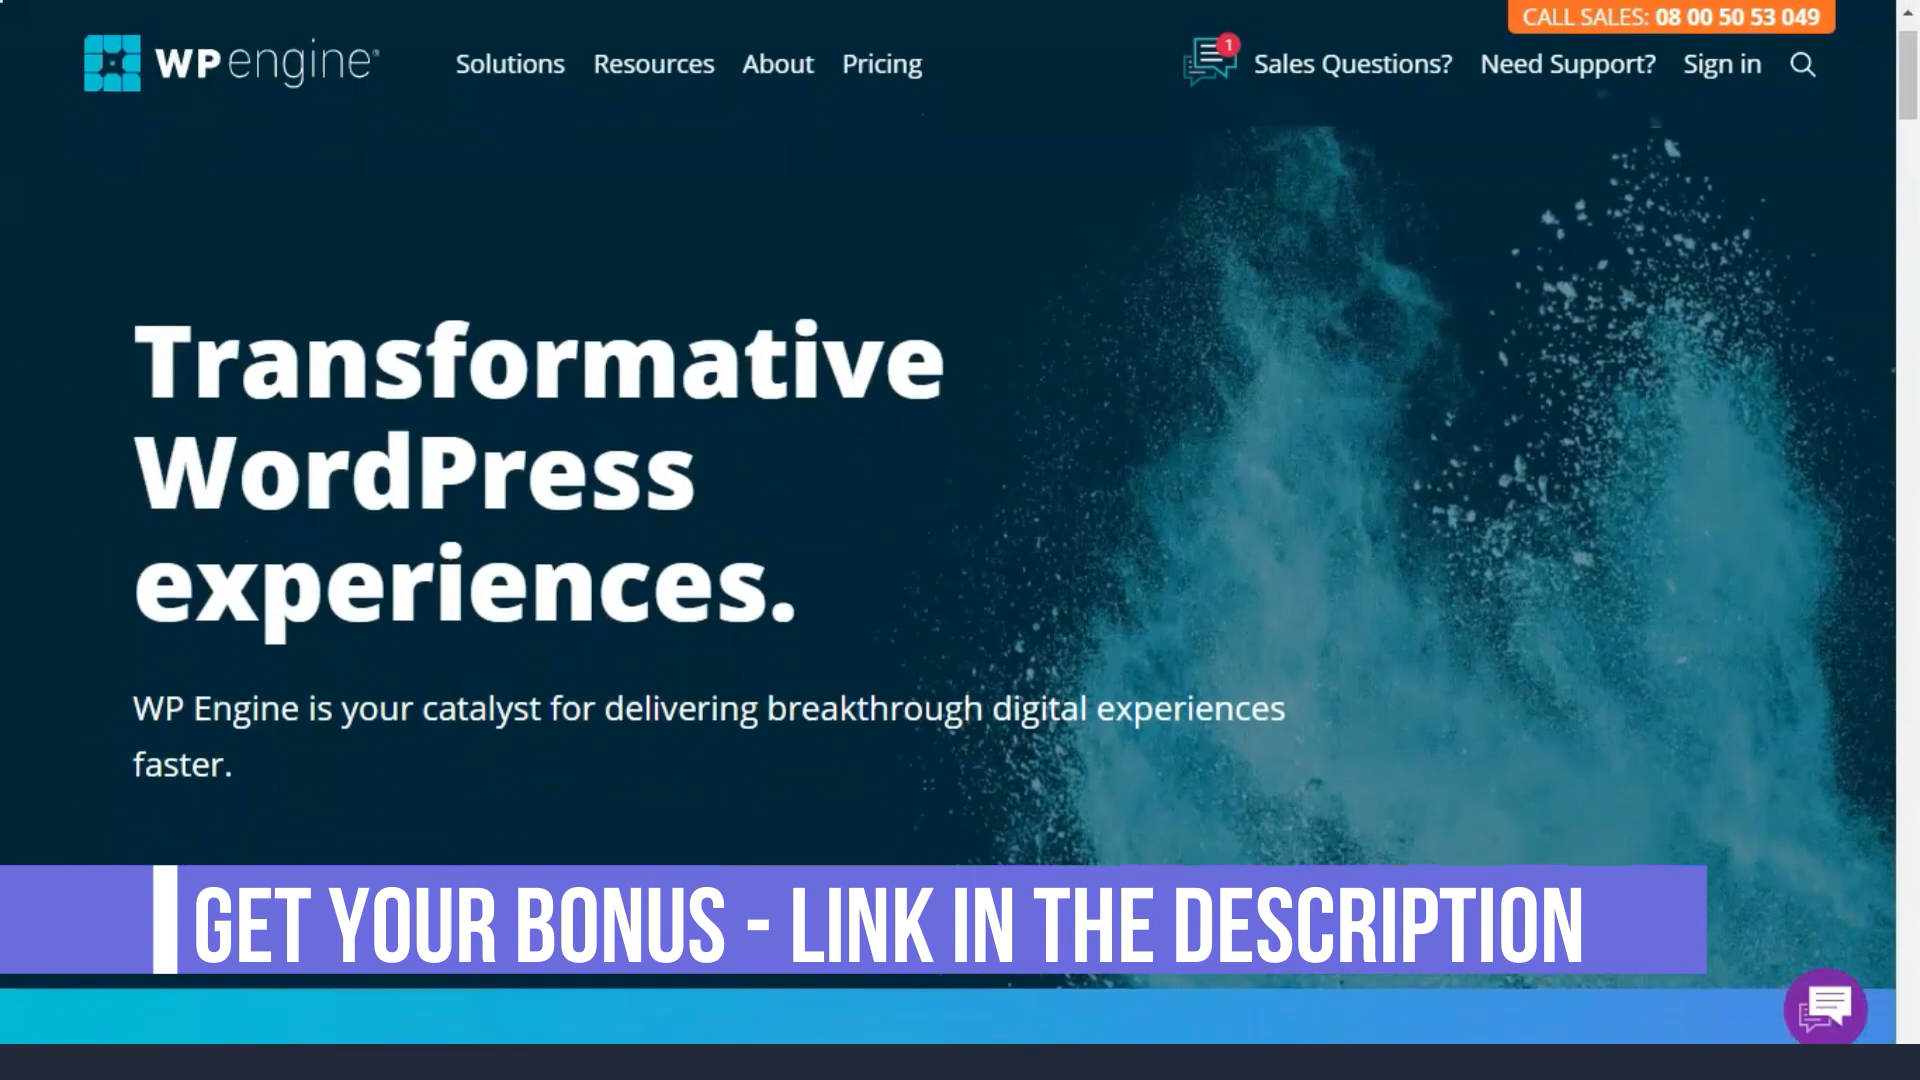 CALL SALES: 08 00 50 53 049
WP engine®
Solutions
Resources
About
Pricing
1
Sales Questions?
Need Support?
Sign in
Transformative
WordPress
experiences.
WP Engine is your catalyst for delivering breakthrough digital experiences
faster.
GET YOUR BONUS - LINK IN THE DESCRIPTION